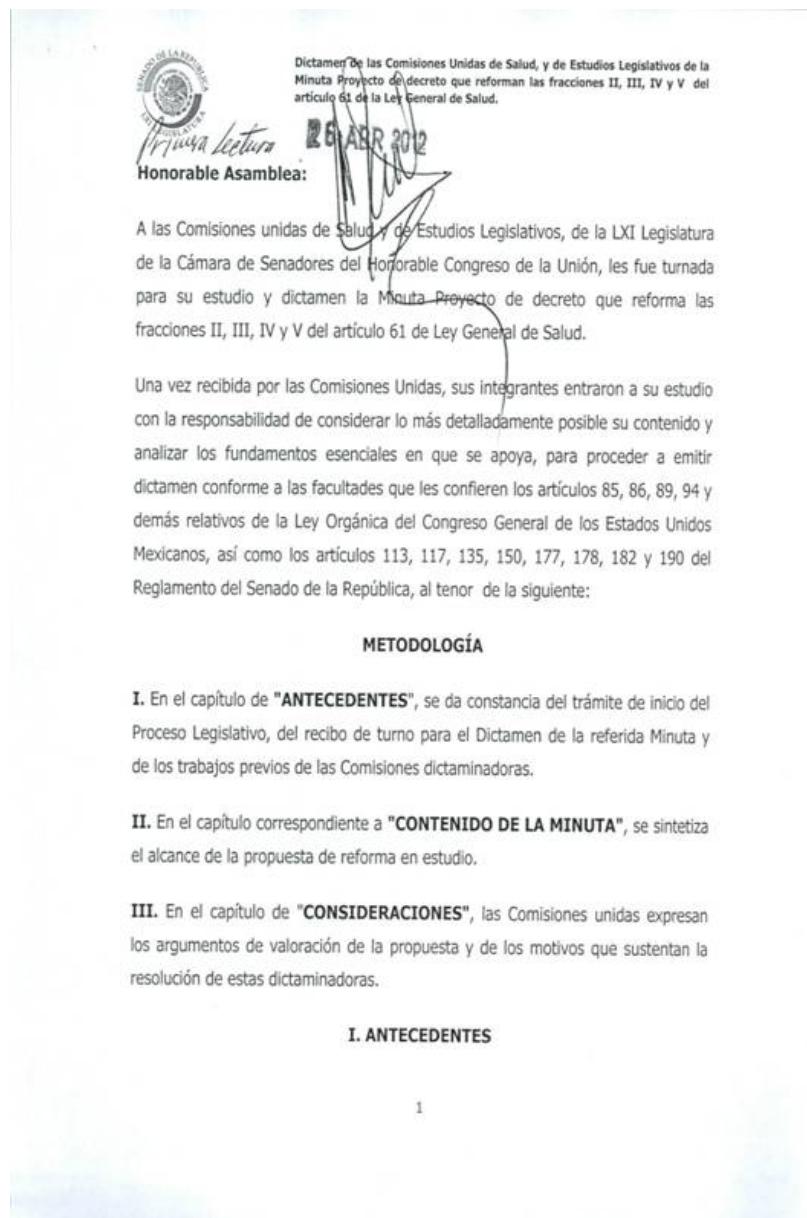 SENADO DE LA REPÚBLICA
LXI LEGISLATURA
Dictamen de las Comisiones Unidas de Salud, y de Estudios Legislativos de la
Minuta Proyecto de decreto que reforman las fracciones II, III, IV y V del
artículo 61 de la Ley General de Salud.
Primera Lectura
26 ABR 2012
Honorable Asamblea:
A las Comisiones unidas de Salud y de Estudios Legislativos, de la LXI Legislatura
de la Cámara de Senadores del Honorable Congreso de la Unión, les fue turnada
para su estudio y dictamen la Minuta Proyecto de decreto que reforma las
fracciones II, III, IV y V del artículo 61 de Ley General de Salud.
Una vez recibida por las Comisiones Unidas, sus integrantes entraron a su estudio
con la responsabilidad de considerar lo más detalladamente posible su contenido y
analizar los fundamentos esenciales en que se apoya, para proceder a emitir
dictamen conforme a las facultades que les confieren los artículos 85, 86, 89, 94 y
demás relativos de la Ley Orgánica del Congreso General de los Estados Unidos
Mexicanos, así como los artículos 113, 117, 135, 150, 177, 178, 182 y 190 del
Reglamento del Senado de la República, al tenor de la siguiente:
METODOLOGÍA
I. En el capítulo de "ANTECEDENTES", se da constancia del trámite de inicio del
Proceso Legislativo, del recibo de turno para el Dictamen de la referida Minuta y
de los trabajos previos de las Comisiones dictaminadoras.
II. En el capítulo correspondiente a "CONTENIDO DE LA MINUTA", se sintetiza
el alcance de la propuesta de reforma en estudio.
III. En el capítulo de "CONSIDERACIONES", las Comisiones unidas expresan
los argumentos de valoración de la propuesta y de los motivos que sustentan la
resolución de estas dictaminadoras.
I. ANTECEDENTES
1